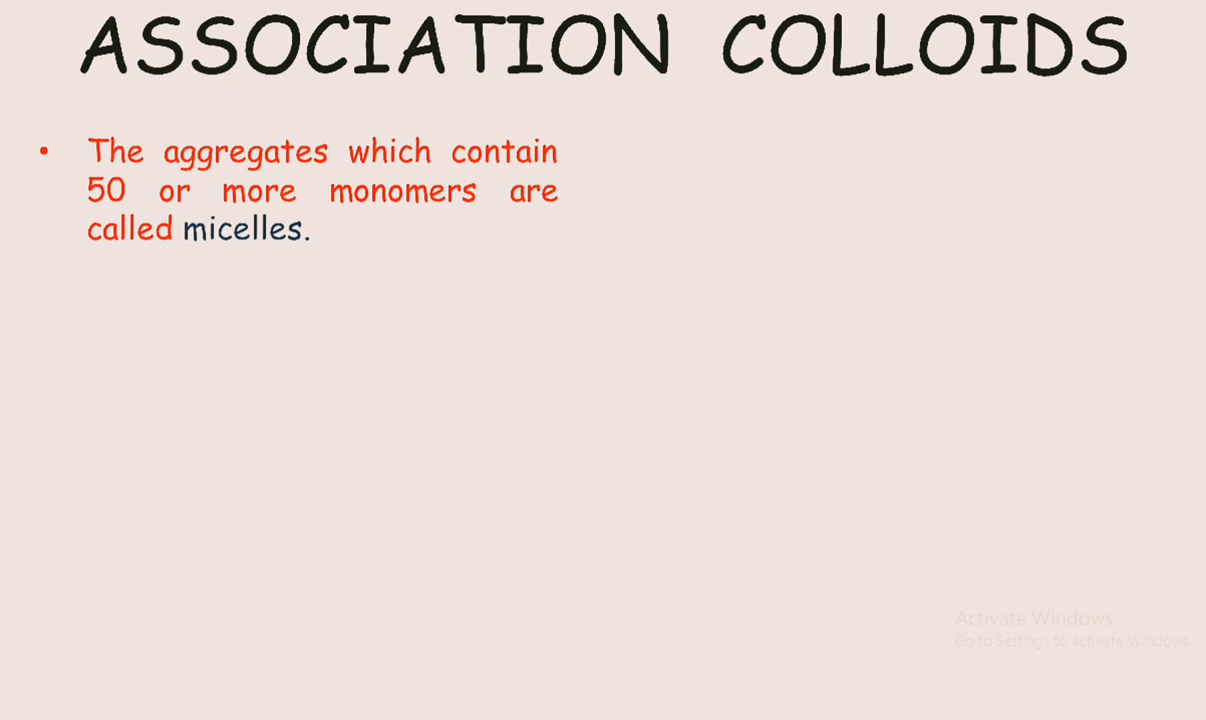 ASSOCIATION COLLOIDS
• The aggregates which contain
50 or more monomers are
called micelles.
Activate Windows
Go to Settings to activate Windows.